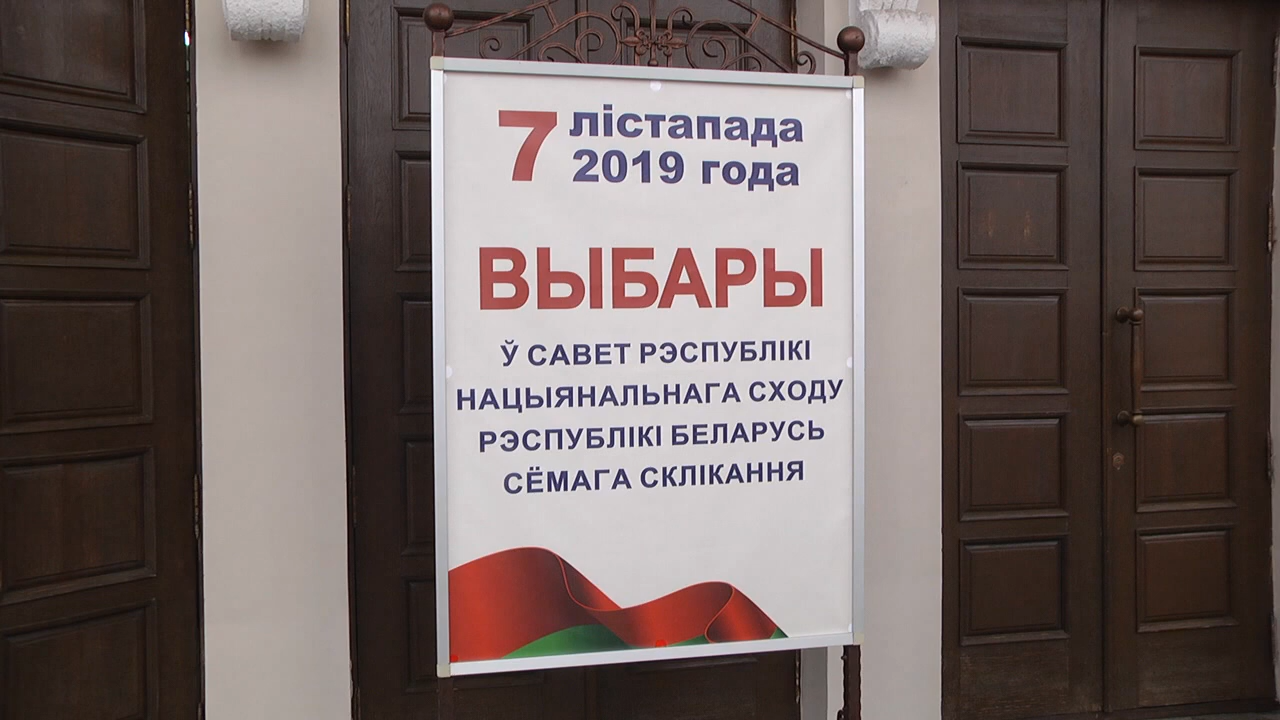 7 лістапада
2019 года
ВЫБАРЫ
Ў САВЕТ РЭСПУБЛІКІ
НАЦЫЯНАЛЬНАГА СХОДУ
РЭСПУБЛІКІ БЕЛАРУСЬ
СЁМАГА СКЛІКАННЯ